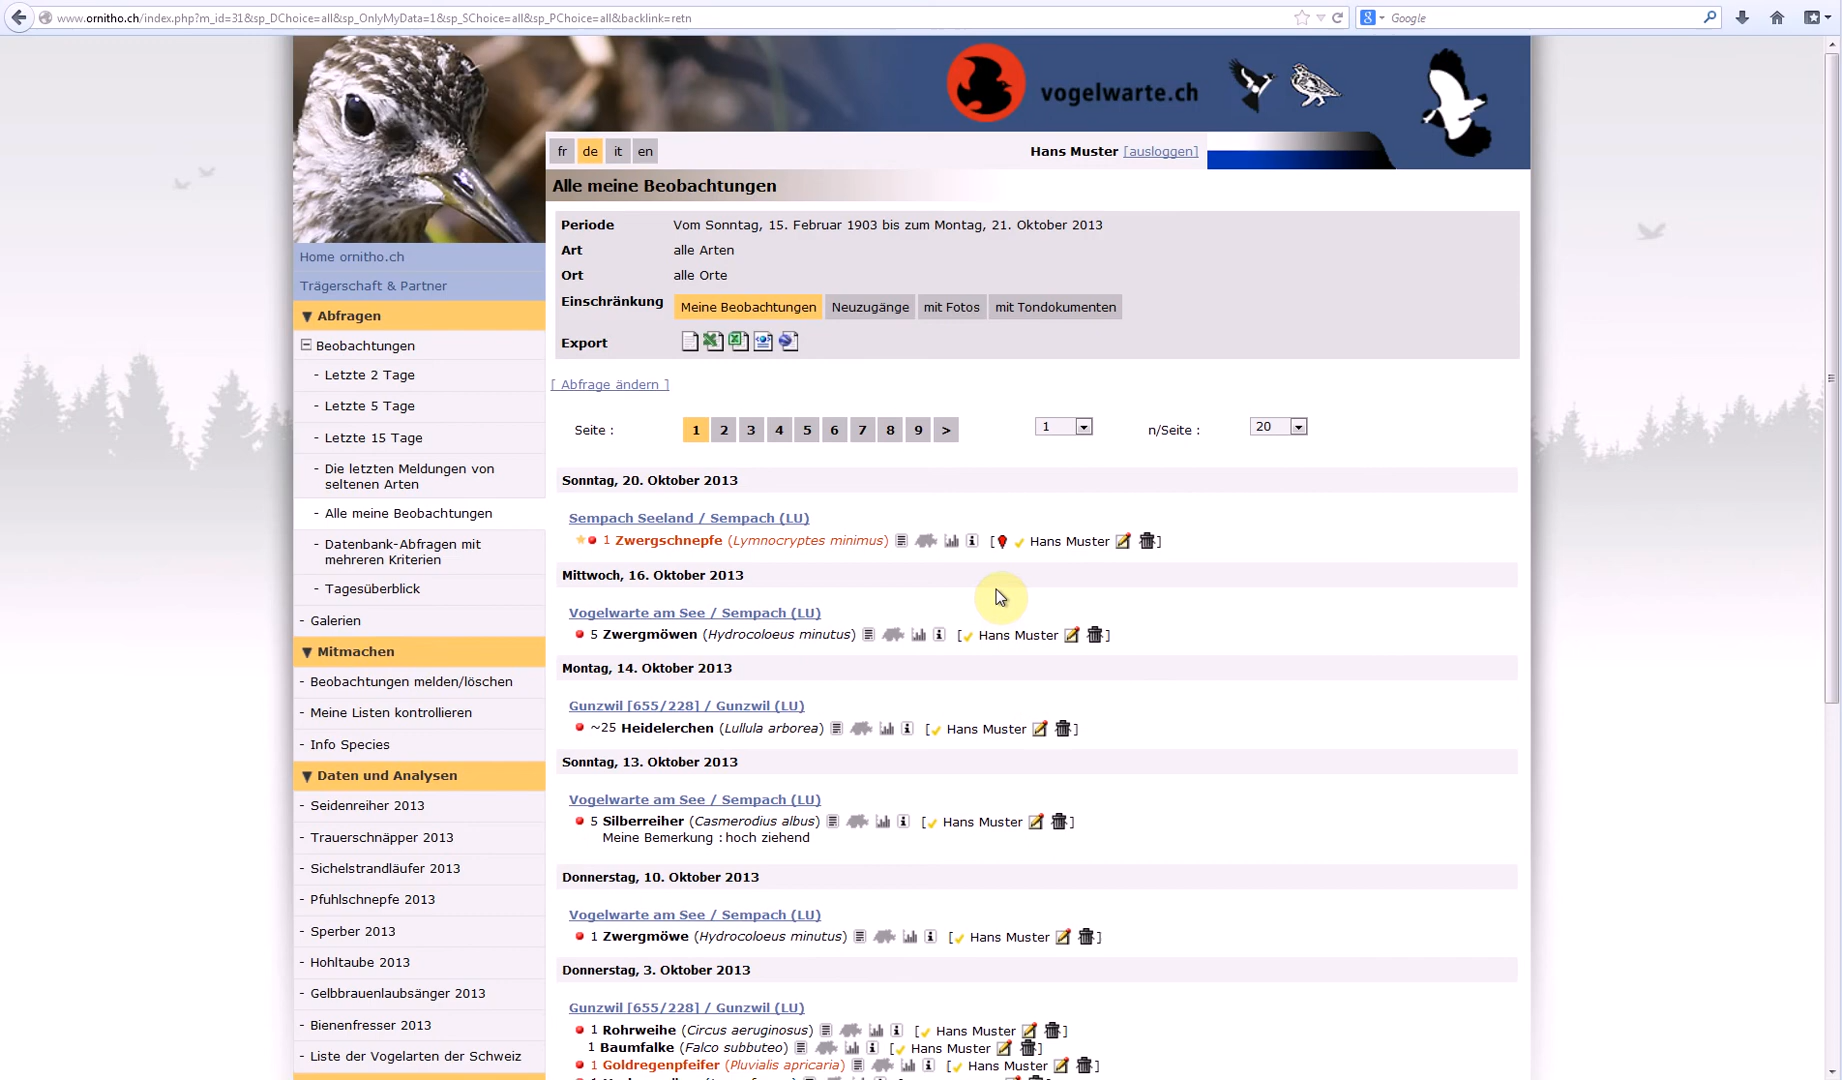 www.ornitho.ch/index.php?m_id=31&sp_DChoice=all&sp_OnlyMyData=1&sp_SChoice=all&sp_PChoice=all&backlink=retn
Google
vogelwarte.ch
fr de it en
Hans Muster [ausloggen]
Alle meine Beobachtungen
Periode Vom Sonntag, 15. Februar 1903 bis zum Montag, 21. Oktober 2013
Art alle Arten
Ort alle Orte
Einschränkung Meine Beobachtungen Neuzugänge mit Fotos mit Tondokumenten
Export
[ Abfrage ändern ]
Seite : 1 2 3 4 5 6 7 8 9 > 1 n/Seite : 20
Sonntag, 20. Oktober 2013
Sempach Seeland / Sempach (LU)
1 Zwergschnepfe (Lymnocryptes minimus) [ Hans Muster ]
Mittwoch, 16. Oktober 2013
Vogelwarte am See / Sempach (LU)
5 Zwergmöwen (Hydrocoloeus minutus) [ Hans Muster ]
Montag, 14. Oktober 2013
Gunzwil [655/228] / Gunzwil (LU)
~25 Heidelerchen (Lullula arborea) [ Hans Muster ]
Sonntag, 13. Oktober 2013
Vogelwarte am See / Sempach (LU)
5 Silberreiher (Casmerodius albus) [ Hans Muster ]
Meine Bemerkung : hoch ziehend
Donnerstag, 10. Oktober 2013
Vogelwarte am See / Sempach (LU)
1 Zwergmöwe (Hydrocoloeus minutus) [ Hans Muster ]
Donnerstag, 3. Oktober 2013
Gunzwil [655/228] / Gunzwil (LU)
1 Rohrweihe (Circus aeruginosus) [ Hans Muster ]
1 Baumfalke (Falco subbuteo) [ Hans Muster ]
1 Goldregenpfeifer (Pluvialis apricaria) [ Hans Muster ]
Home ornitho.ch
Trägerschaft & Partner
Abfragen
Beobachtungen
- Letzte 2 Tage
- Letzte 5 Tage
- Letzte 15 Tage
- Die letzten Meldungen von
seltenen Arten
- Alle meine Beobachtungen
- Datenbank-Abfragen mit
mehreren Kriterien
- Tagesüberblick
- Galerien
Mitmachen
- Beobachtungen melden/löschen
- Meine Listen kontrollieren
- Info Species
Daten und Analysen
- Seidenreiher 2013
- Trauerschnäpper 2013
- Sichelstrandläufer 2013
- Pfuhlschnepfe 2013
- Sperber 2013
- Hohltaube 2013
- Gelbbrauenlaubsänger 2013
- Bienenfresser 2013
- Liste der Vogelarten der Schweiz